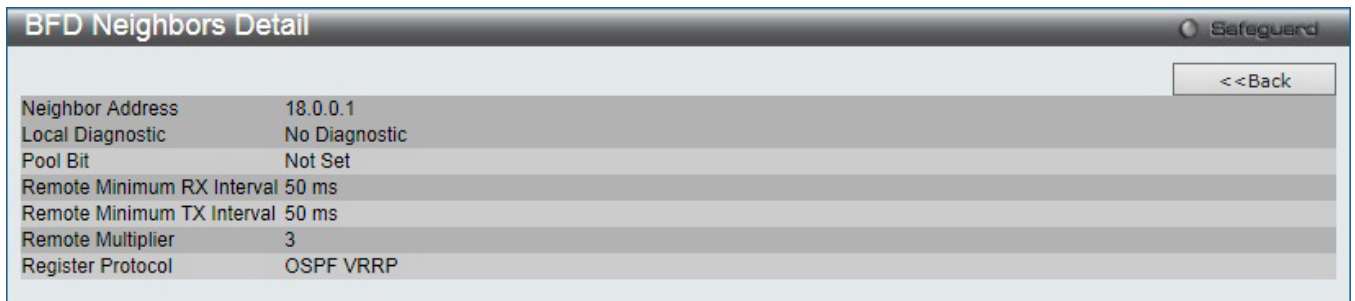 BFD Neighbors Detail
Safeguard
<<Back
Neighbor Address 18.0.0.1
Local Diagnostic No Diagnostic
Pool Bit Not Set
Remote Minimum RX Interval 50 ms
Remote Minimum TX Interval 50 ms
Remote Multiplier 3
Register Protocol OSPF VRRP